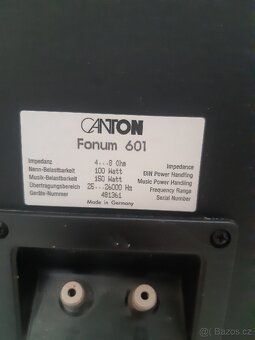 CANTON
Fonum 601
Impedanz 4...8 Ohm Impedance
Nenn-Belastbarkeit 100 Watt DIN Power Handling
Musik-Belastbarkeit 150 Watt Music Power Handling
Übertragungsbereich 25...26000 Hz Frequency Range
Geräte-Nummer 481361 Serial Number
Made in Germany
sbazar.cz